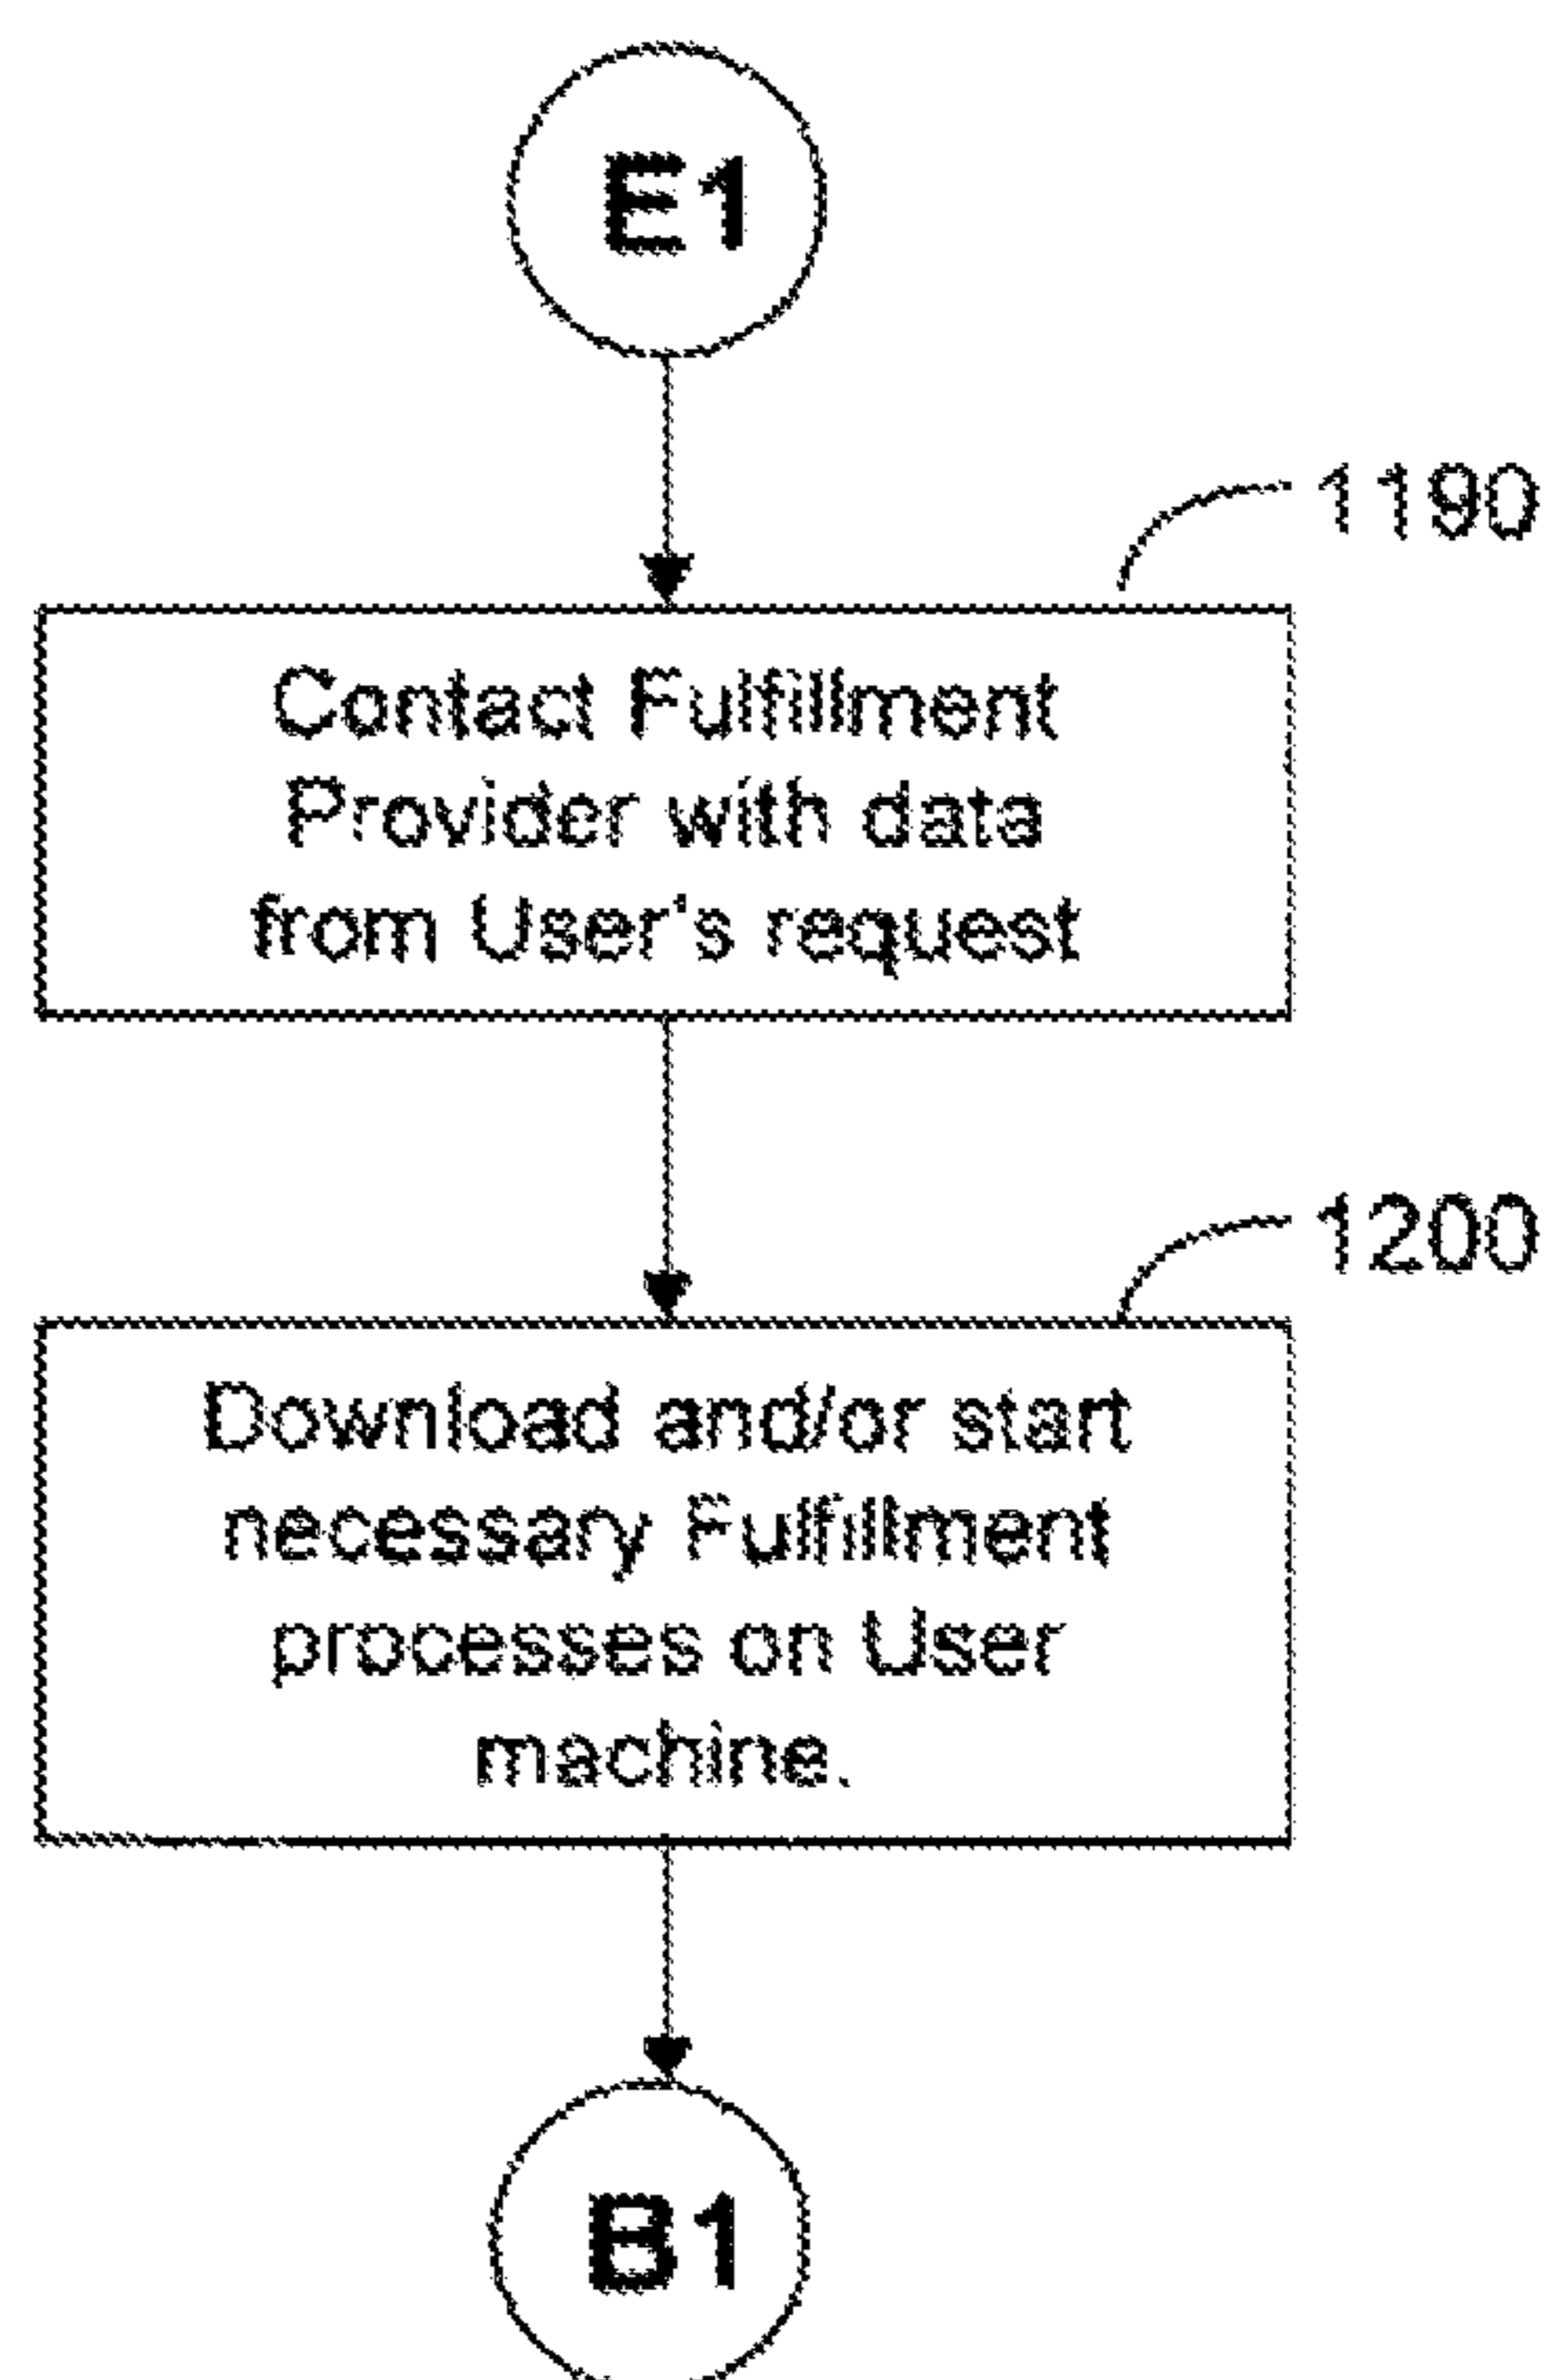 E1
1190
Contact Fulfillment
Provider with data
from User's request
1200
Download and/or start
necessary Fulfillment
processes on User
machine.
B1